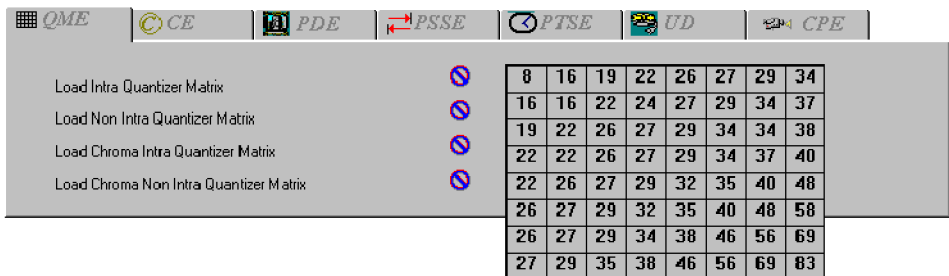 QME CE PDE PSSE PTSE UD CPE
Load Intra Quantizer Matrix
Load Non Intra Quantizer Matrix
Load Chroma Intra Quantizer Matrix
Load Chroma Non Intra Quantizer Matrix
8 16 19 22 26 27 29 34
16 16 22 24 27 29 34 37
19 22 26 27 29 34 34 38
22 22 26 27 29 34 37 40
22 26 27 29 32 35 40 48
26 27 29 32 35 40 48 58
26 27 29 34 38 46 56 69
27 29 35 38 46 56 69 83